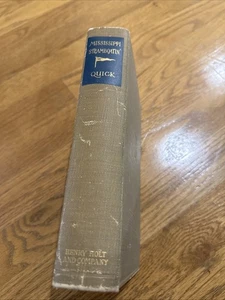 MISSISSIPPI
STEAMBOATIN'
QUICK
HENRY HOLT
AND COMPANY